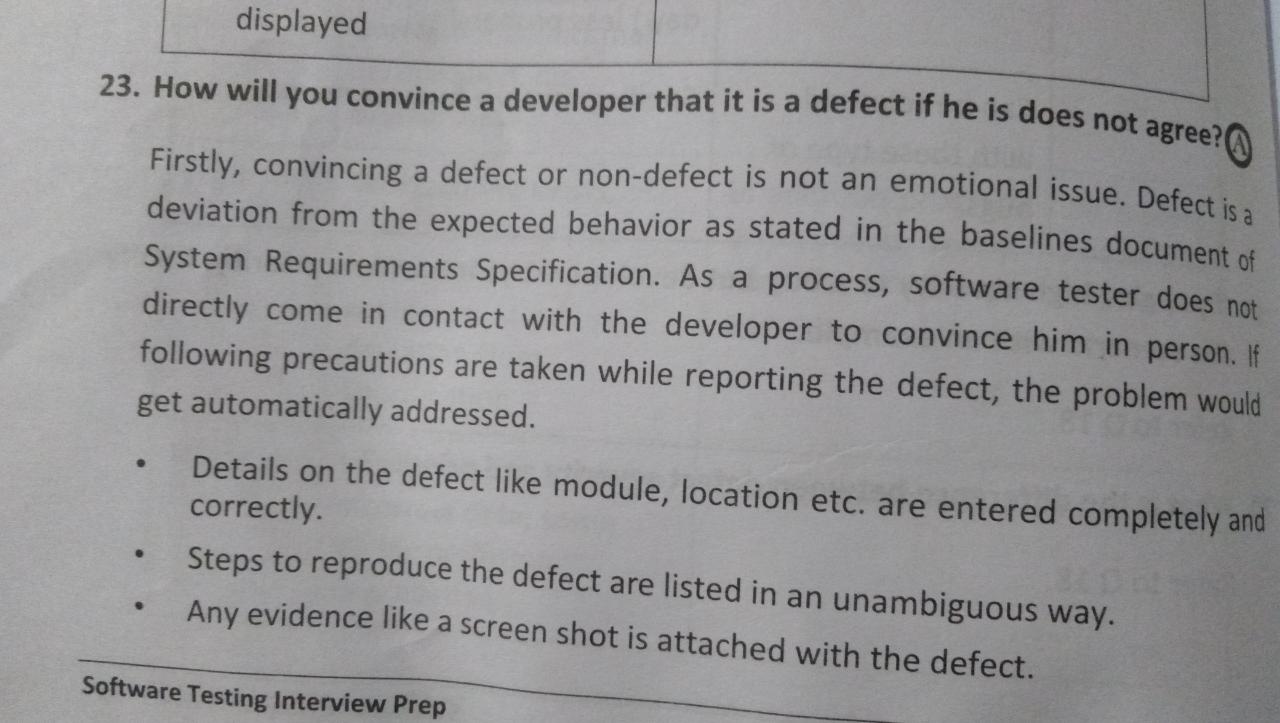 displayed
23. How will you convince a developer that it is a defect if he is does not agree? A
Firstly, convincing a defect or non-defect is not an emotional issue. Defect is a
deviation from the expected behavior as stated in the baselines document of
System Requirements Specification. As a process, software tester does not
directly come in contact with the developer to convince him in person. If
following precautions are taken while reporting the defect, the problem would
get automatically addressed.
• Details on the defect like module, location etc. are entered completely and
correctly.
• Steps to reproduce the defect are listed in an unambiguous way.
• Any evidence like a screen shot is attached with the defect.
Software Testing Interview Prep